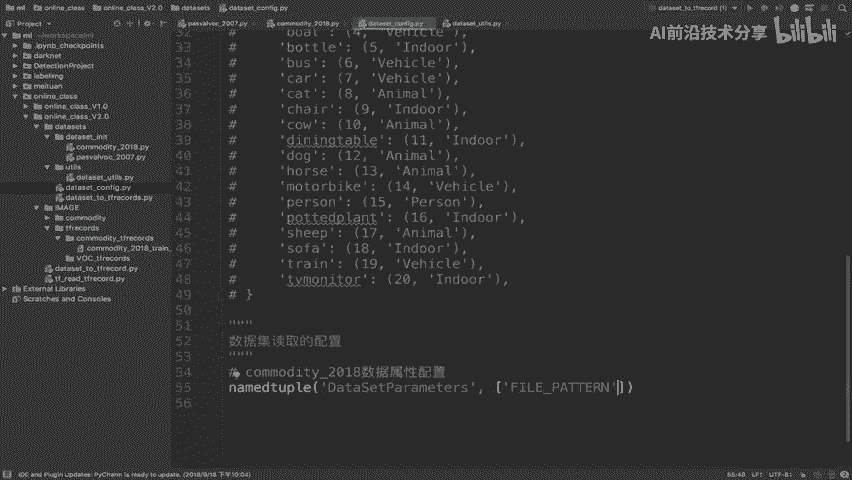 ml
online_class
online_class_V2.0
datasets
dataset_config.py
dataset_to_tfrecord (1)
Project
pasvalvoc_2007.py
commodity_2018.py
dataset_config.py
dataset_utils.py
AI前沿技术分享 bilibili
ml ~/workspace/ml
.ipynb_checkpoints
darknet
DetectionProject
labelImg
meituan
online_class
online_class_V1.0
online_class_V2.0
datasets
dataset_init
commodity_2018.py
pasvalvoc_2007.py
utils
dataset_utils.py
dataset_config.py
dataset_to_tfrecords.py
IMAGE
commodity
tfrecords
commodity_tfrecords
commodity_2018_train_
VOC_tfrecords
dataset_to_tfrecord.py
tf_read_tfrecord.py
External Libraries
Scratches and Consoles
32 # 'boat': (4, 'Vehicle'),
33 # 'bottle': (5, 'Indoor'),
34 # 'bus': (6, 'Vehicle'),
35 # 'car': (7, 'Vehicle'),
36 # 'cat': (8, 'Animal'),
37 # 'chair': (9, 'Indoor'),
38 # 'cow': (10, 'Animal'),
39 # 'diningtable': (11, 'Indoor'),
40 # 'dog': (12, 'Animal'),
41 # 'horse': (13, 'Animal'),
42 # 'motorbike': (14, 'Vehicle'),
43 # 'person': (15, 'Person'),
44 # 'pottedplant': (16, 'Indoor'),
45 # 'sheep': (17, 'Animal'),
46 # 'sofa': (18, 'Indoor'),
47 # 'train': (19, 'Vehicle'),
48 # 'tvmonitor': (20, 'Indoor'),
49 # }
50
51 """
52 数据集读取的配置
53 """
54 # commodity_2018数据属性配置
55 namedtuple('DataSetParameters', ['FILE_PATTERN'])
56
IDE and Plugin Updates: PyCharm is ready to update. (2018/9/18 下午10:04)
55:48 LF÷ UTF-8÷